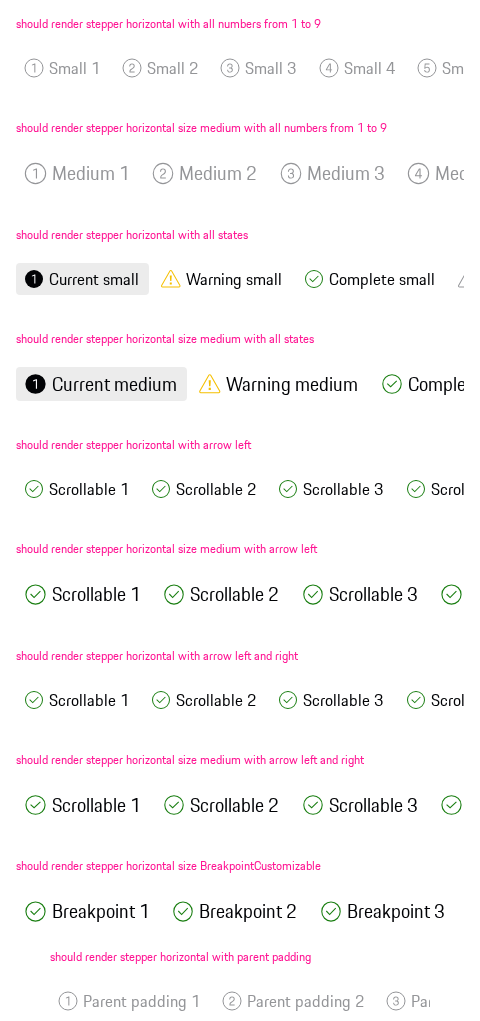 should render stepper horizontal with all numbers from 1 to 9
1 Small 1 2 Small 2 3 Small 3 4 Small 4 5 Sm
should render stepper horizontal size medium with all numbers from 1 to 9
1 Medium 1 2 Medium 2 3 Medium 3 4 Med
should render stepper horizontal with all states
1 Current small Warning small Complete small
should render stepper horizontal size medium with all states
1 Current medium Warning medium Comple
should render stepper horizontal with arrow left
Scrollable 1 Scrollable 2 Scrollable 3 Scrol
should render stepper horizontal size medium with arrow left
Scrollable 1 Scrollable 2 Scrollable 3
should render stepper horizontal with arrow left and right
Scrollable 1 Scrollable 2 Scrollable 3 Scrol
should render stepper horizontal size medium with arrow left and right
Scrollable 1 Scrollable 2 Scrollable 3
should render stepper horizontal size BreakpointCustomizable
Breakpoint 1 Breakpoint 2 Breakpoint 3
should render stepper horizontal with parent padding
1 Parent padding 1 2 Parent padding 2 3 Par